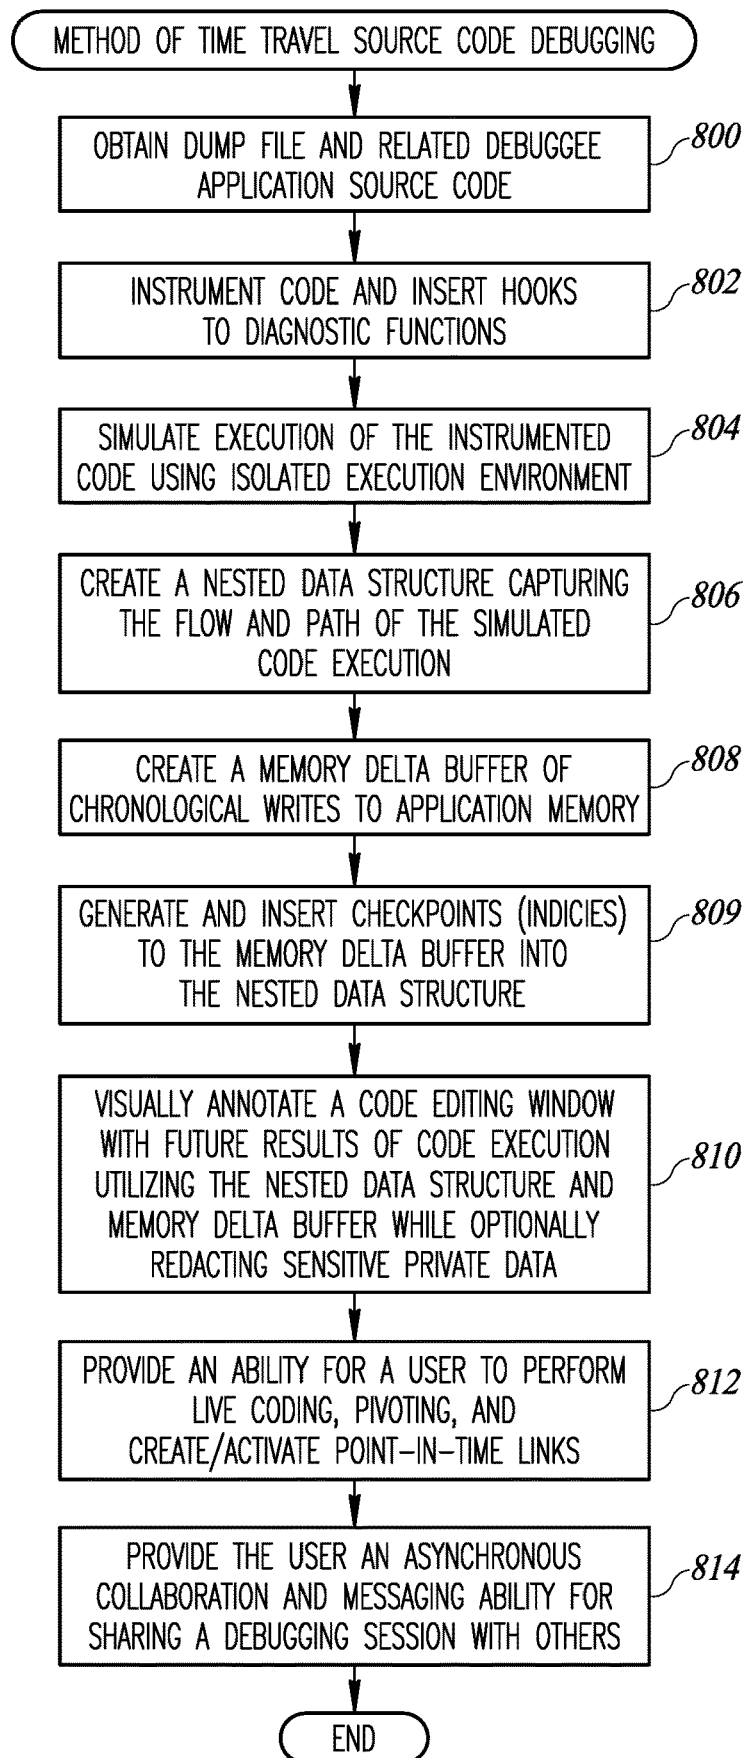 METHOD OF TIME TRAVEL SOURCE CODE DEBUGGING
OBTAIN DUMP FILE AND RELATED DEBUGGEE
APPLICATION SOURCE CODE
800
INSTRUMENT CODE AND INSERT HOOKS
TO DIAGNOSTIC FUNCTIONS
802
SIMULATE EXECUTION OF THE INSTRUMENTED
CODE USING ISOLATED EXECUTION ENVIRONMENT
804
CREATE A NESTED DATA STRUCTURE CAPTURING
THE FLOW AND PATH OF THE SIMULATED
CODE EXECUTION
806
CREATE A MEMORY DELTA BUFFER OF
CHRONOLOGICAL WRITES TO APPLICATION MEMORY
808
GENERATE AND INSERT CHECKPOINTS (INDICIES)
TO THE MEMORY DELTA BUFFER INTO
THE NESTED DATA STRUCTURE
809
VISUALLY ANNOTATE A CODE EDITING WINDOW
WITH FUTURE RESULTS OF CODE EXECUTION
UTILIZING THE NESTED DATA STRUCTURE AND
MEMORY DELTA BUFFER WHILE OPTIONALLY
REDACTING SENSITIVE PRIVATE DATA
810
PROVIDE AN ABILITY FOR A USER TO PERFORM
LIVE CODING, PIVOTING, AND
CREATE/ACTIVATE POINT-IN-TIME LINKS
812
PROVIDE THE USER AN ASYNCHRONOUS
COLLABORATION AND MESSAGING ABILITY FOR
SHARING A DEBUGGING SESSION WITH OTHERS
814
END